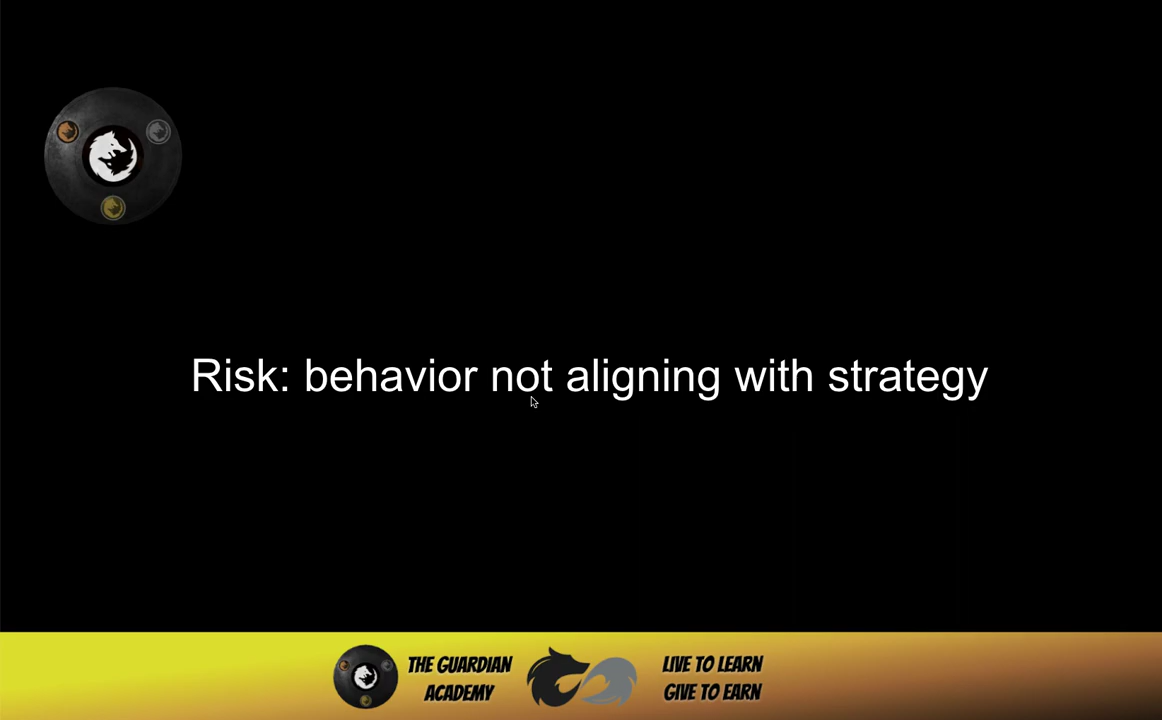 Risk: behavior not aligning with strategy
THE GUARDIAN
ACADEMY
LIVE TO LEARN
GIVE TO EARN